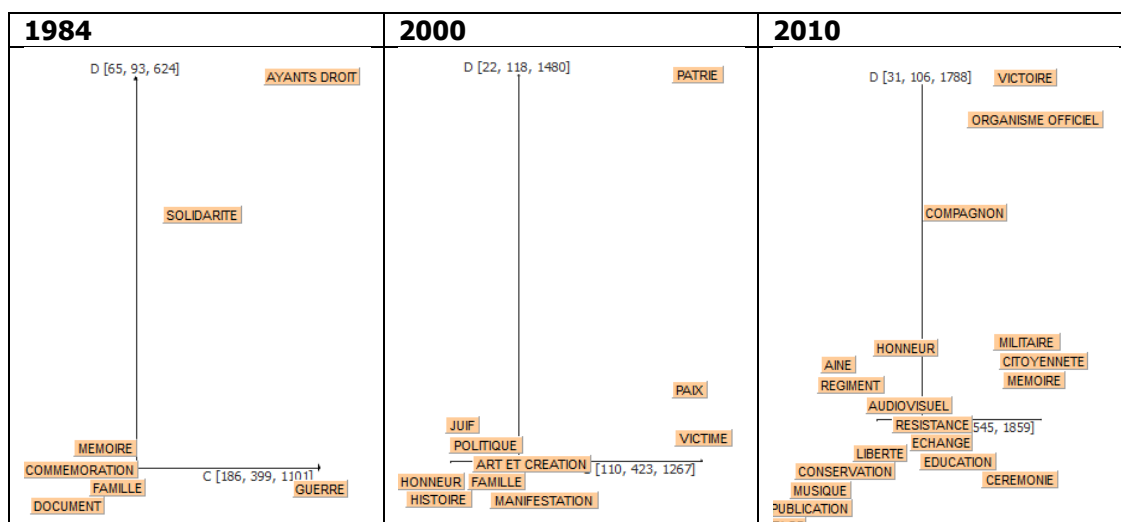 1984
D [65, 93, 624]
AYANTS DROIT
SOLIDARITE
MEMOIRE
COMMEMORATION
C [186, 399, 1101]
FAMILLE
GUERRE
DOCUMENT
2000
D [22, 118, 1480]
PATRIE
PAIX
JUIF
VICTIME
POLITIQUE
ART ET CREATION
[110, 423, 1267]
HONNEUR
FAMILLE
HISTOIRE
MANIFESTATION
2010
D [31, 106, 1788]
VICTOIRE
ORGANISME OFFICIEL
COMPAGNON
HONNEUR
MILITAIRE
AINE
CITOYENNETE
REGIMENT
MEMOIRE
AUDIOVISUEL
RESISTANCE
545, 1859]
ECHANGE
LIBERTE
EDUCATION
CONSERVATION
CEREMONIE
MUSIQUE
PUBLICATION